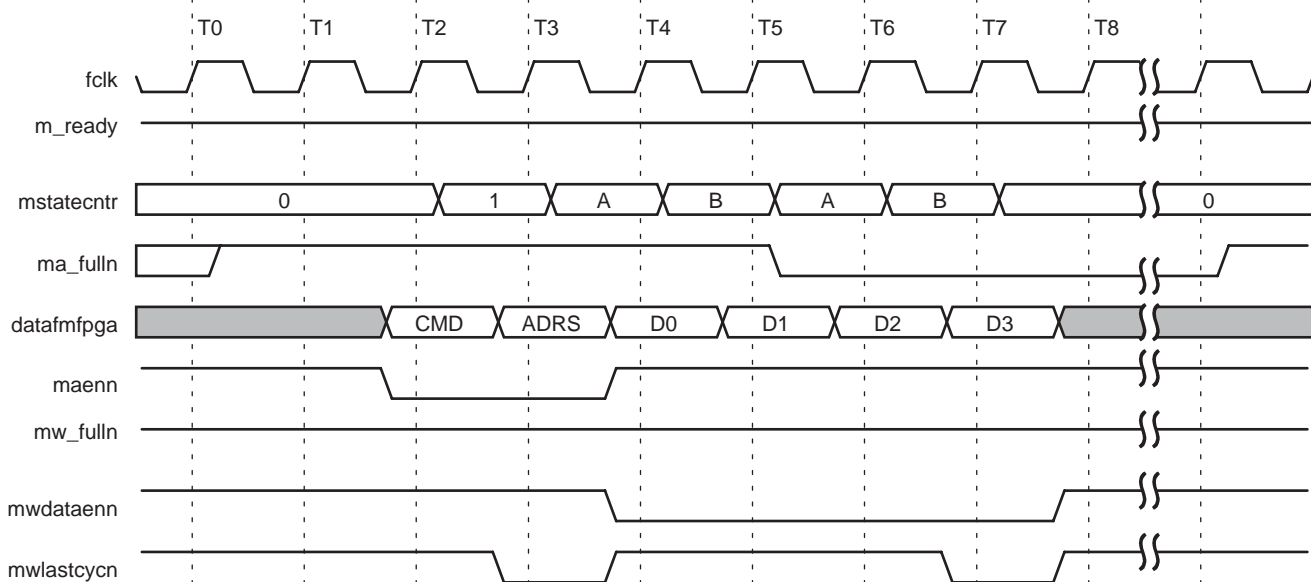 T0 T1 T2 T3 T4 T5 T6 T7 T8
fclk
m_ready
mstatecntr 0 1 A B A B 0
ma_fulln
datafmfpga CMD ADRS D0 D1 D2 D3
maenn
mw_fulln
mwdataenn
mwlastcycn